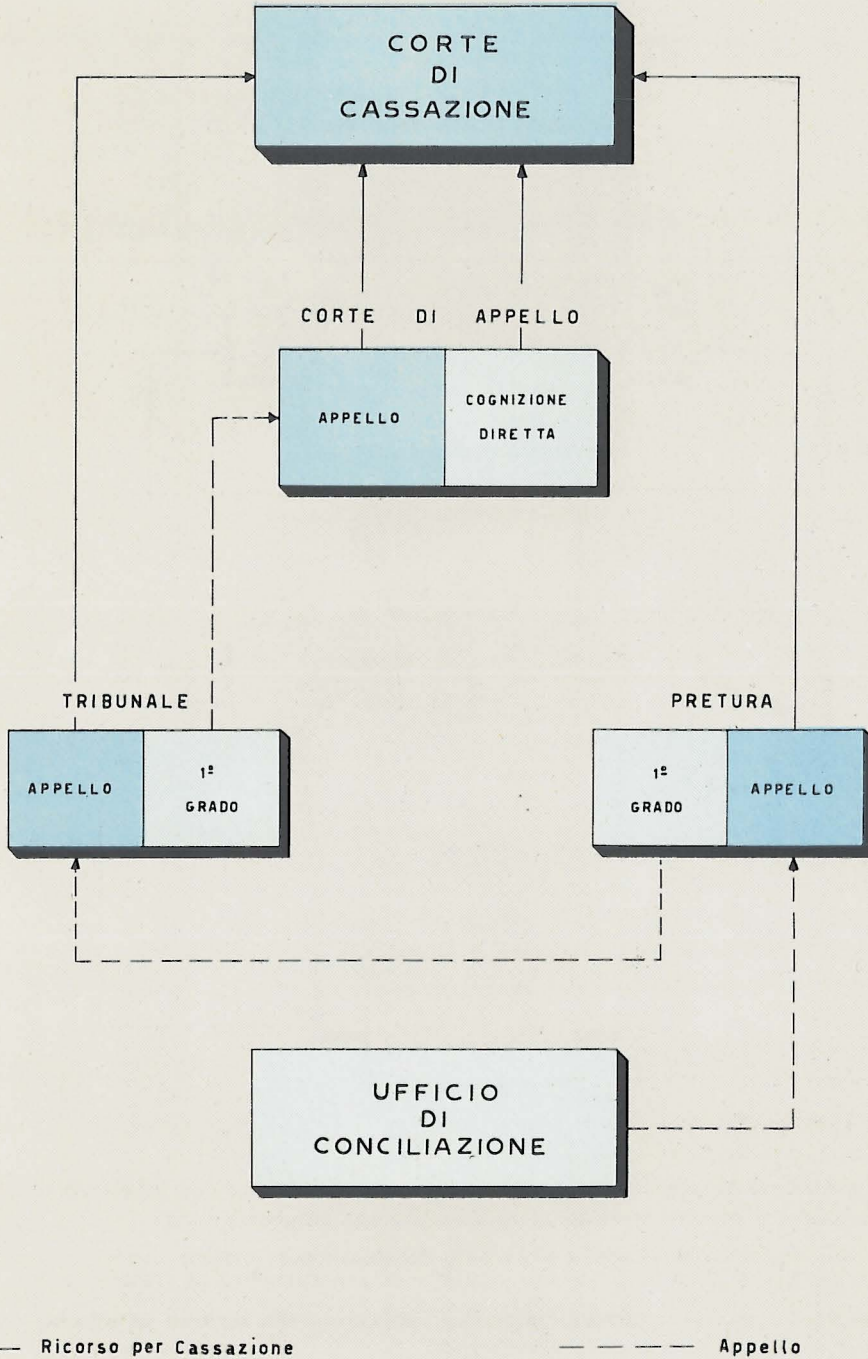 CORTE
DI
CASSAZIONE
CORTE DI APPELLO
APPELLO
COGNIZIONE
DIRETTA
TRIBUNALE
APPELLO
1º
GRADO
PRETURA
1º
GRADO
APPELLO
UFFICIO
DI
CONCILIAZIONE
Ricorso per Cassazione
Appello